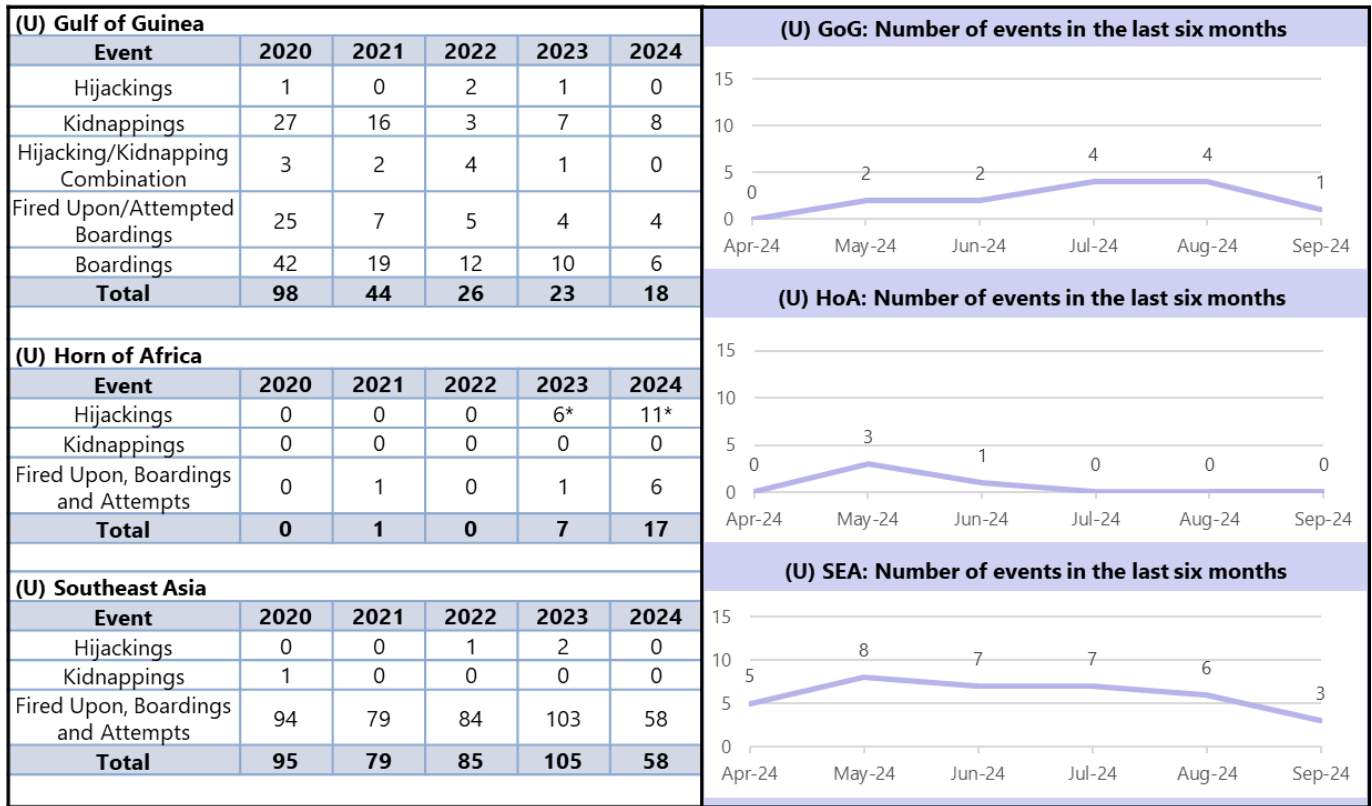 (U) Gulf of Guinea
Event 2020 2021 2022 2023 2024
Hijackings 1 0 2 1 0
Kidnappings 27 16 3 7 8
Hijacking/Kidnapping
Combination 3 2 4 1 0
Fired Upon/Attempted
Boardings 25 7 5 4 4
Boardings 42 19 12 10 6
Total 98 44 26 23 18
(U) Horn of Africa
Event 2020 2021 2022 2023 2024
Hijackings 0 0 0 6* 11*
Kidnappings 0 0 0 0 0
Fired Upon, Boardings
and Attempts 0 1 0 1 6
Total 0 1 0 7 17
(U) Southeast Asia
Event 2020 2021 2022 2023 2024
Hijackings 0 0 1 2 0
Kidnappings 1 0 0 0 0
Fired Upon, Boardings
and Attempts 94 79 84 103 58
Total 95 79 85 105 58
(U) GoG: Number of events in the last six months
15
10
5
0
0 2 2 4 4 1
Apr-24 May-24 Jun-24 Jul-24 Aug-24 Sep-24
(U) HoA: Number of events in the last six months
15
10
5
0
0 3 1 0 0 0
Apr-24 May-24 Jun-24 Jul-24 Aug-24 Sep-24
(U) SEA: Number of events in the last six months
15
10
5
0
5 8 7 7 6 3
Apr-24 May-24 Jun-24 Jul-24 Aug-24 Sep-24